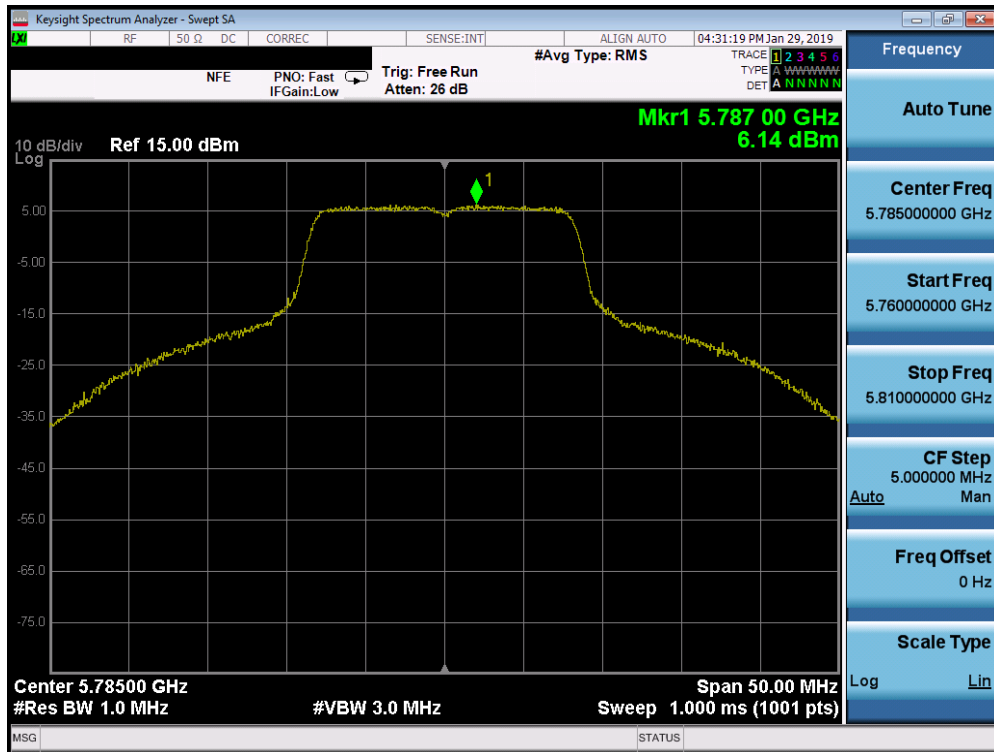 Keysight Spectrum Analyzer - Swept SA
LXI RF 50 Ω DC CORREC SENSE:INT ALIGN AUTO 04:31:19 PM Jan 29, 2019
Frequency
NFE PNO: Fast IFGain:Low Trig: Free Run Atten: 26 dB #Avg Type: RMS
TRACE 1 2 3 4 5 6
TYPE A WWWWWW
DET A N N N N N
Mkr1 5.787 00 GHz
6.14 dBm
10 dB/div Ref 15.00 dBm
Log
1
5.00
-5.00
-15.0
-25.0
-35.0
-45.0
-55.0
-65.0
-75.0
Center 5.78500 GHz Span 50.00 MHz
#Res BW 1.0 MHz #VBW 3.0 MHz Sweep 1.000 ms (1001 pts)
Auto Tune
Center Freq
5.785000000 GHz
Start Freq
5.760000000 GHz
Stop Freq
5.810000000 GHz
CF Step
5.000000 MHz
Auto Man
Freq Offset
0 Hz
Scale Type
Log Lin
MSG STATUS